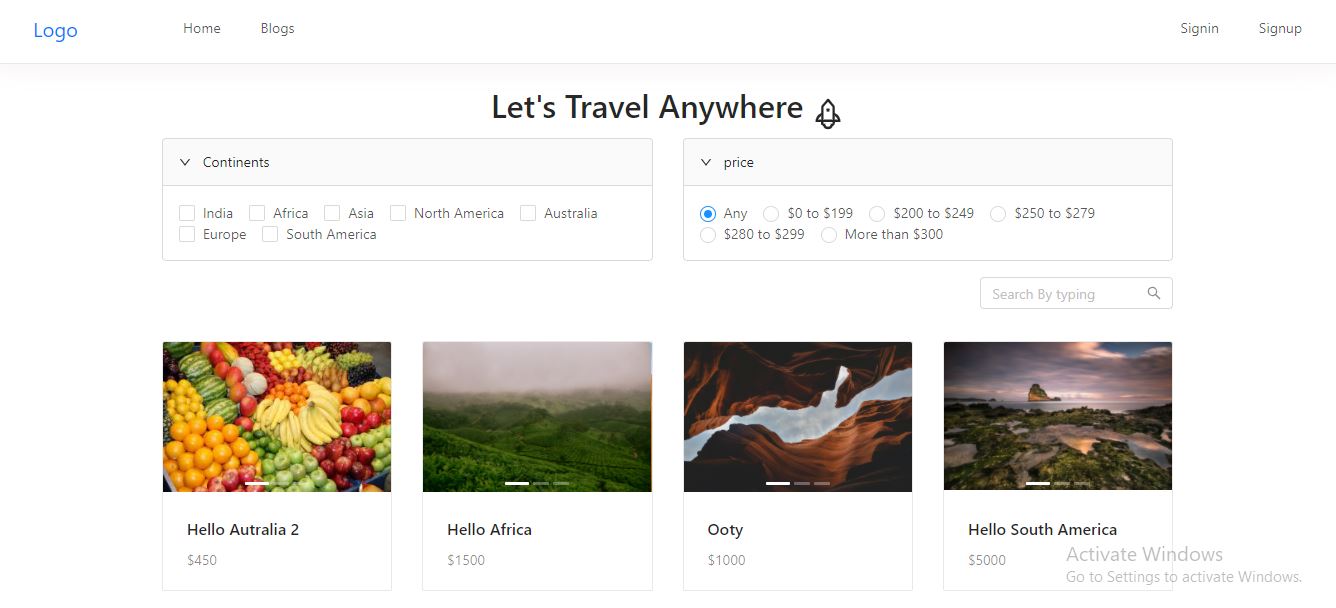 Logo Home Blogs Signin Signup
Let's Travel Anywhere
Continents
India Africa Asia North America Australia
Europe South America
price
Any $0 to $199 $200 to $249 $250 to $279
$280 to $299 More than $300
Search By typing
Hello Autralia 2
$450
Hello Africa
$1500
Ooty
$1000
Hello South America
$5000
Activate Windows
Go to Settings to activate Windows.